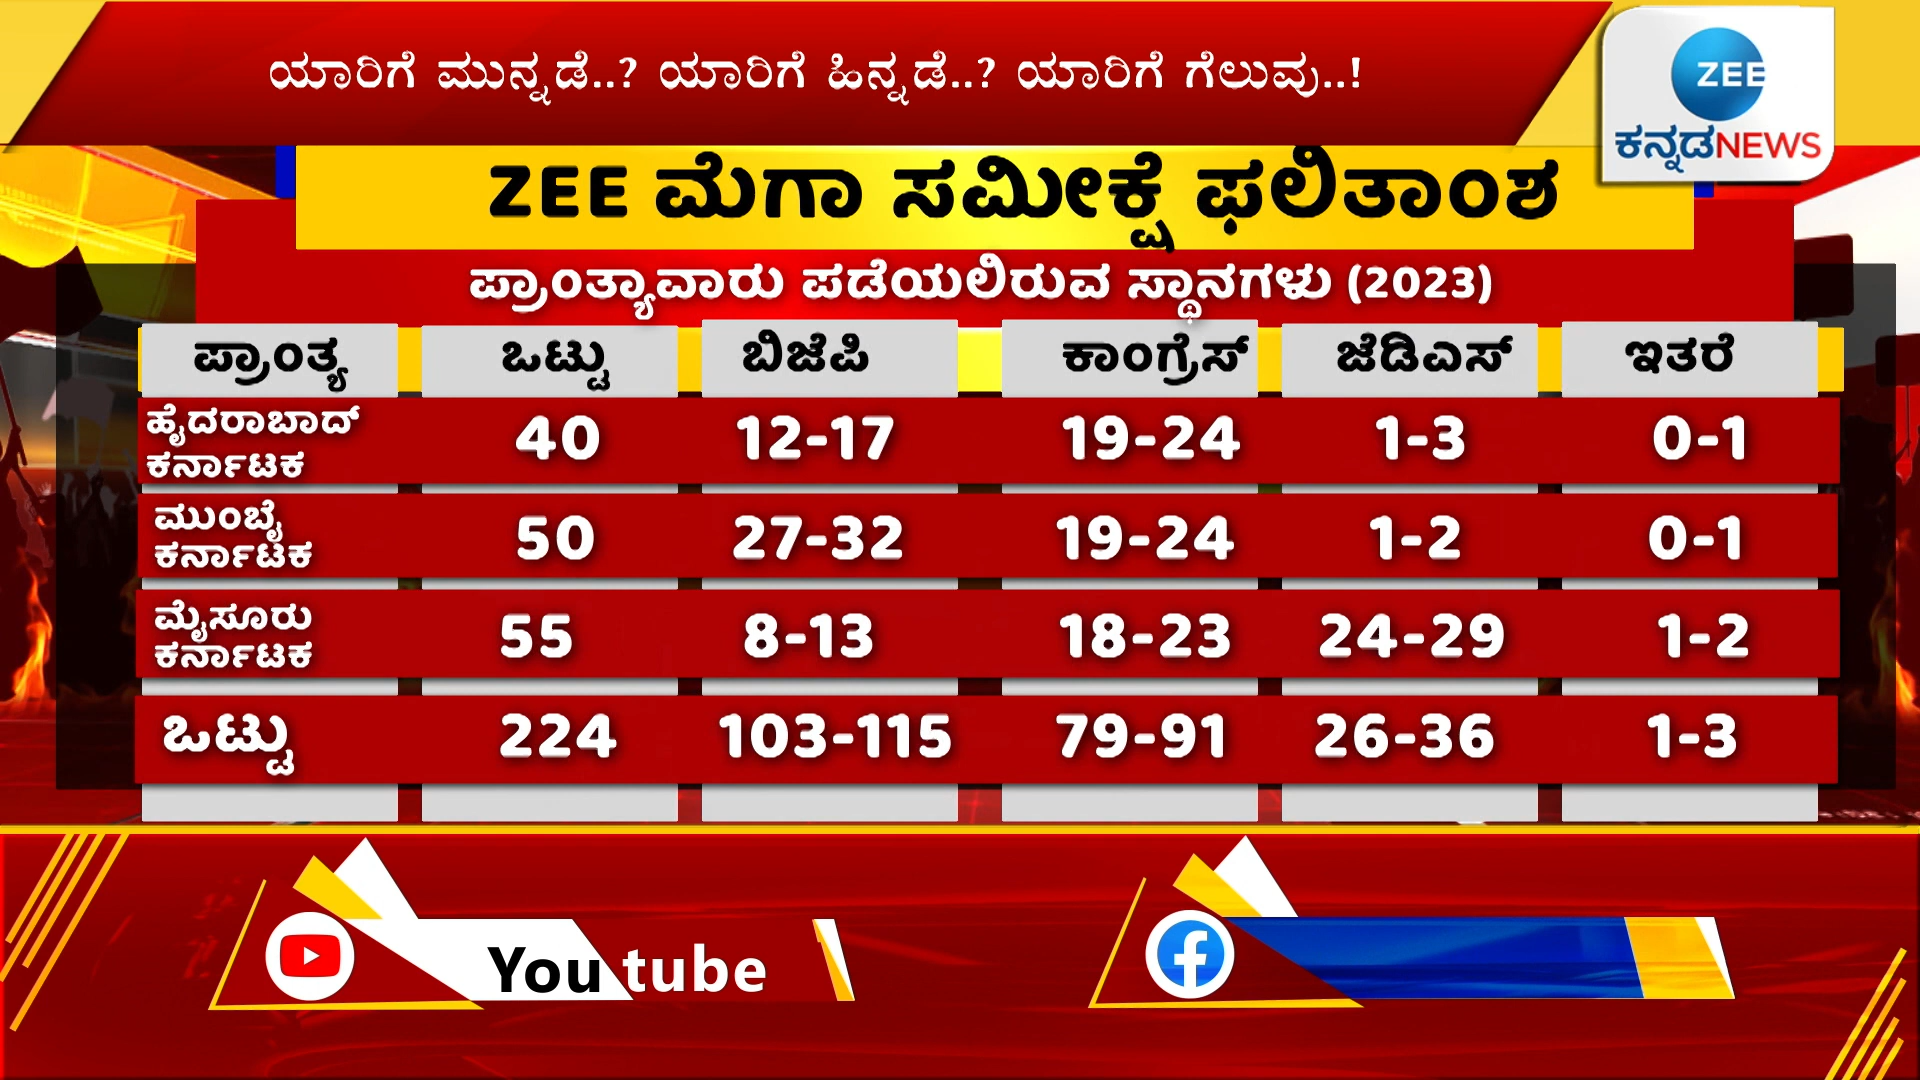 ಯಾರಿಗೆ ಮುನ್ನಡೆ..? ಯಾರಿಗೆ ಹಿನ್ನಡೆ..? ಯಾರಿಗೆ ಗೆಲುವು..!
ZEE
ಕನ್ನಡNEWS
ZEE ಮೆಗಾ ಸಮೀಕ್ಷೆ ಫಲಿತಾಂಶ
ಪ್ರಾಂತ್ಯಾವಾರು ಪಡೆಯಲಿರುವ ಸ್ಥಾನಗಳು (2023)
ಪ್ರಾಂತ್ಯ ಒಟ್ಟು ಬಿಜೆಪಿ ಕಾಂಗ್ರೆಸ್ ಜೆಡಿಎಸ್ ಇತರೆ
ಹೈದರಾಬಾದ್
ಕರ್ನಾಟಕ 40 12-17 19-24 1-3 0-1
ಮುಂಬೈ
ಕರ್ನಾಟಕ 50 27-32 19-24 1-2 0-1
ಮೈಸೂರು
ಕರ್ನಾಟಕ 55 8-13 18-23 24-29 1-2
ಒಟ್ಟು 224 103-115 79-91 26-36 1-3
You tube